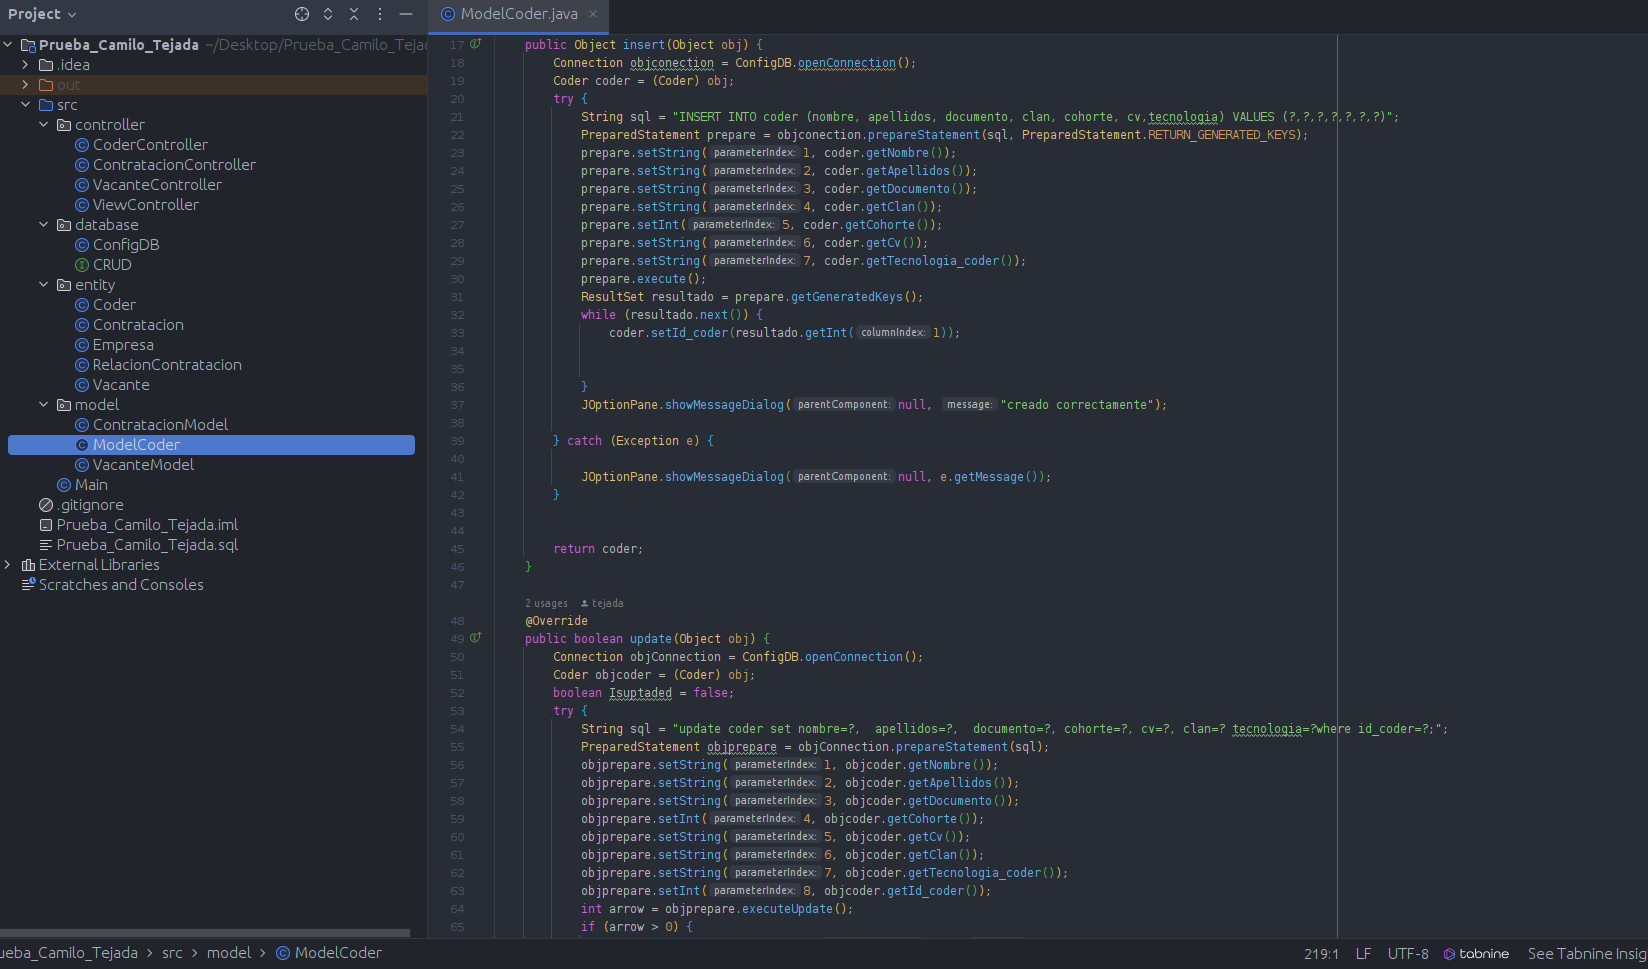 Project
ModelCoder.java
Prueba_Camilo_Tejada ~/Desktop/Prueba_Camilo_Tejad
.idea
out
src
controller
CoderController
ContratacionController
VacanteController
ViewController
database
ConfigDB
CRUD
entity
Coder
Contratacion
Empresa
RelacionContratacion
Vacante
model
ContratacionModel
ModelCoder
VacanteModel
Main
.gitignore
Prueba_Camilo_Tejada.iml
Prueba_Camilo_Tejada.sql
External Libraries
Scratches and Consoles
17 public Object insert(Object obj) {
18 Connection objconection = ConfigDB.openConnection();
19 Coder coder = (Coder) obj;
20 try {
21 String sql = "INSERT INTO coder (nombre, apellidos, documento, clan, cohorte, cv,tecnologia) VALUES (?,?,?,?,?,?,?)";
22 PreparedStatement prepare = objconection.prepareStatement(sql, PreparedStatement.RETURN_GENERATED_KEYS);
23 prepare.setString( parameterIndex: 1, coder.getNombre());
24 prepare.setString( parameterIndex: 2, coder.getApellidos());
25 prepare.setString( parameterIndex: 3, coder.getDocumento());
26 prepare.setString( parameterIndex: 4, coder.getClan());
27 prepare.setInt( parameterIndex: 5, coder.getCohorte());
28 prepare.setString( parameterIndex: 6, coder.getCv());
29 prepare.setString( parameterIndex: 7, coder.getTecnologia_coder());
30 prepare.execute();
31 ResultSet resultado = prepare.getGeneratedKeys();
32 while (resultado.next()) {
33 coder.setId_coder(resultado.getInt( columnIndex: 1));
34
35
36 }
37 JOptionPane.showMessageDialog( parentComponent: null, message: "creado correctamente");
38
39 } catch (Exception e) {
40
41 JOptionPane.showMessageDialog( parentComponent: null, e.getMessage());
42 }
43
44
45 return coder;
46 }
47
2 usages tejada
48 @Override
49 public boolean update(Object obj) {
50 Connection objConnection = ConfigDB.openConnection();
51 Coder objcoder = (Coder) obj;
52 boolean Isuptaded = false;
53 try {
54 String sql = "update coder set nombre=?,  apellidos=?,  documento=?, cohorte=?, cv=?, clan=? tecnologia=?where id_coder=?;";
55 PreparedStatement objprepare = objConnection.prepareStatement(sql);
56 objprepare.setString( parameterIndex: 1, objcoder.getNombre());
57 objprepare.setString( parameterIndex: 2, objcoder.getApellidos());
58 objprepare.setString( parameterIndex: 3, objcoder.getDocumento());
59 objprepare.setInt( parameterIndex: 4, objcoder.getCohorte());
60 objprepare.setString( parameterIndex: 5, objcoder.getCv());
61 objprepare.setString( parameterIndex: 6, objcoder.getClan());
62 objprepare.setString( parameterIndex: 7, objcoder.getTecnologia_coder());
63 objprepare.setInt( parameterIndex: 8, objcoder.getId_coder());
64 int arrow = objprepare.executeUpdate();
65 if (arrow > 0) {
ueba_Camilo_Tejada > src > model > ModelCoder
219:1 LF UTF-8 tabnine See Tabnine Insig